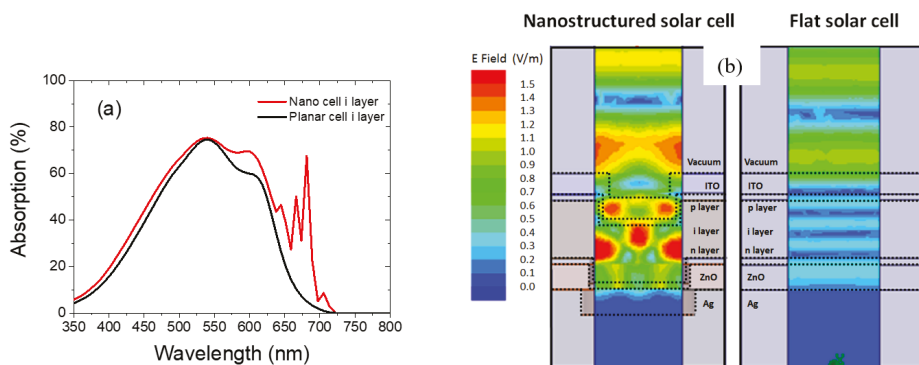 (a)
Nano cell i layer
Planar cell i layer
Absorption (%)
100
80
60
40
20
0
350 400 450 500 550 600 650 700 750 800
Wavelength (nm)
Nanostructured solar cell
Flat solar cell
(b)
E Field (V/m)
1.5
1.4
1.3
1.2
1.1
1.0
0.9
0.8
0.7
0.6
0.5
0.4
0.3
0.2
0.1
0.0
Vacuum
ITO
p layer
i layer
n layer
ZnO
Ag
Vacuum
ITO
p layer
i layer
n layer
ZnO
Ag